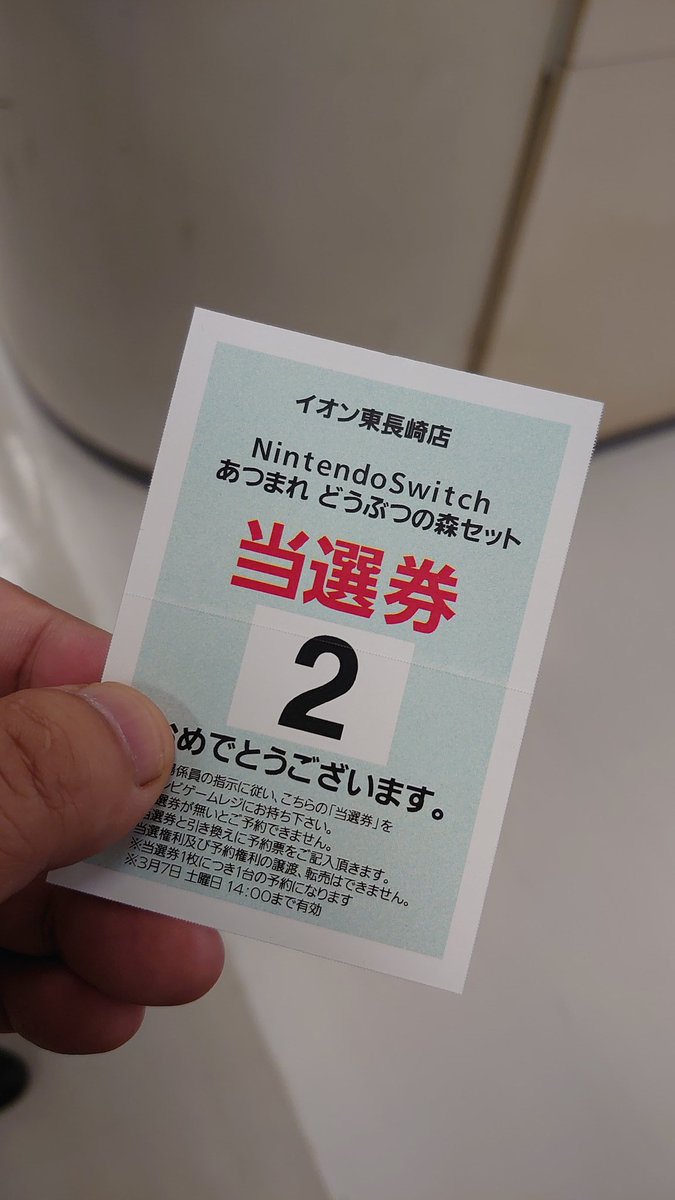 イオン東長崎店
NintendoSwitch
あつまれ どうぶつの森セット
当選券
2
めでとうございます。
係員の指示に従い、こちらの「当選券」を
ビゲームレジにお持ち下さい。
選券が無いとご予約できません。
当選券と引き換えに予約票をご記入頂きます。
当選権利及び予約権利の譲渡、転売はできません。
※当選券1枚につき1台の予約になります
※3月7日 土曜日 14:00まで有効